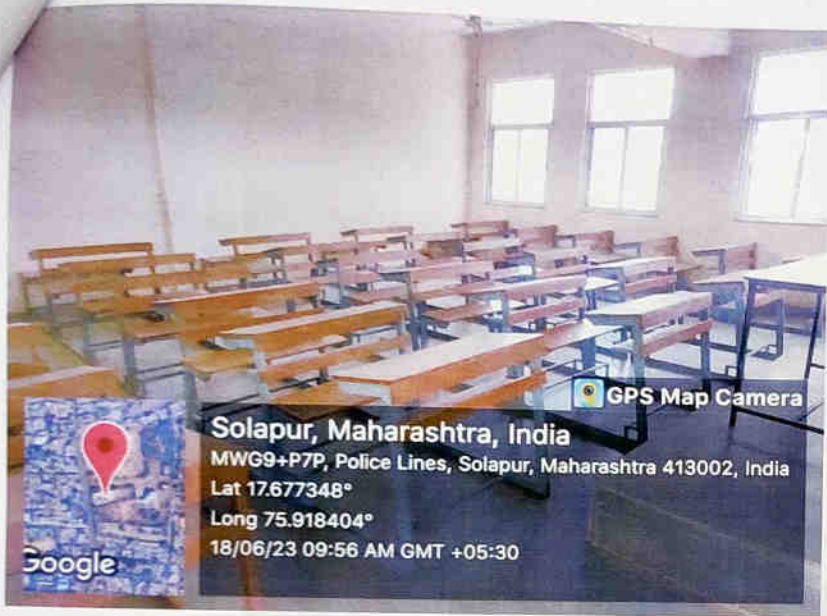 GPS Map Camera
Solapur, Maharashtra, India
MWG9+P7P, Police Lines, Solapur, Maharashtra 413002, India
Lat 17.677348°
Long 75.918404°
18/06/23 09:56 AM GMT +05:30
Google